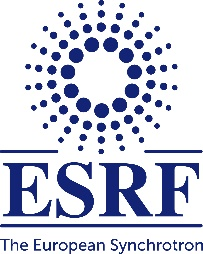 ESRF
The European Synchrotron